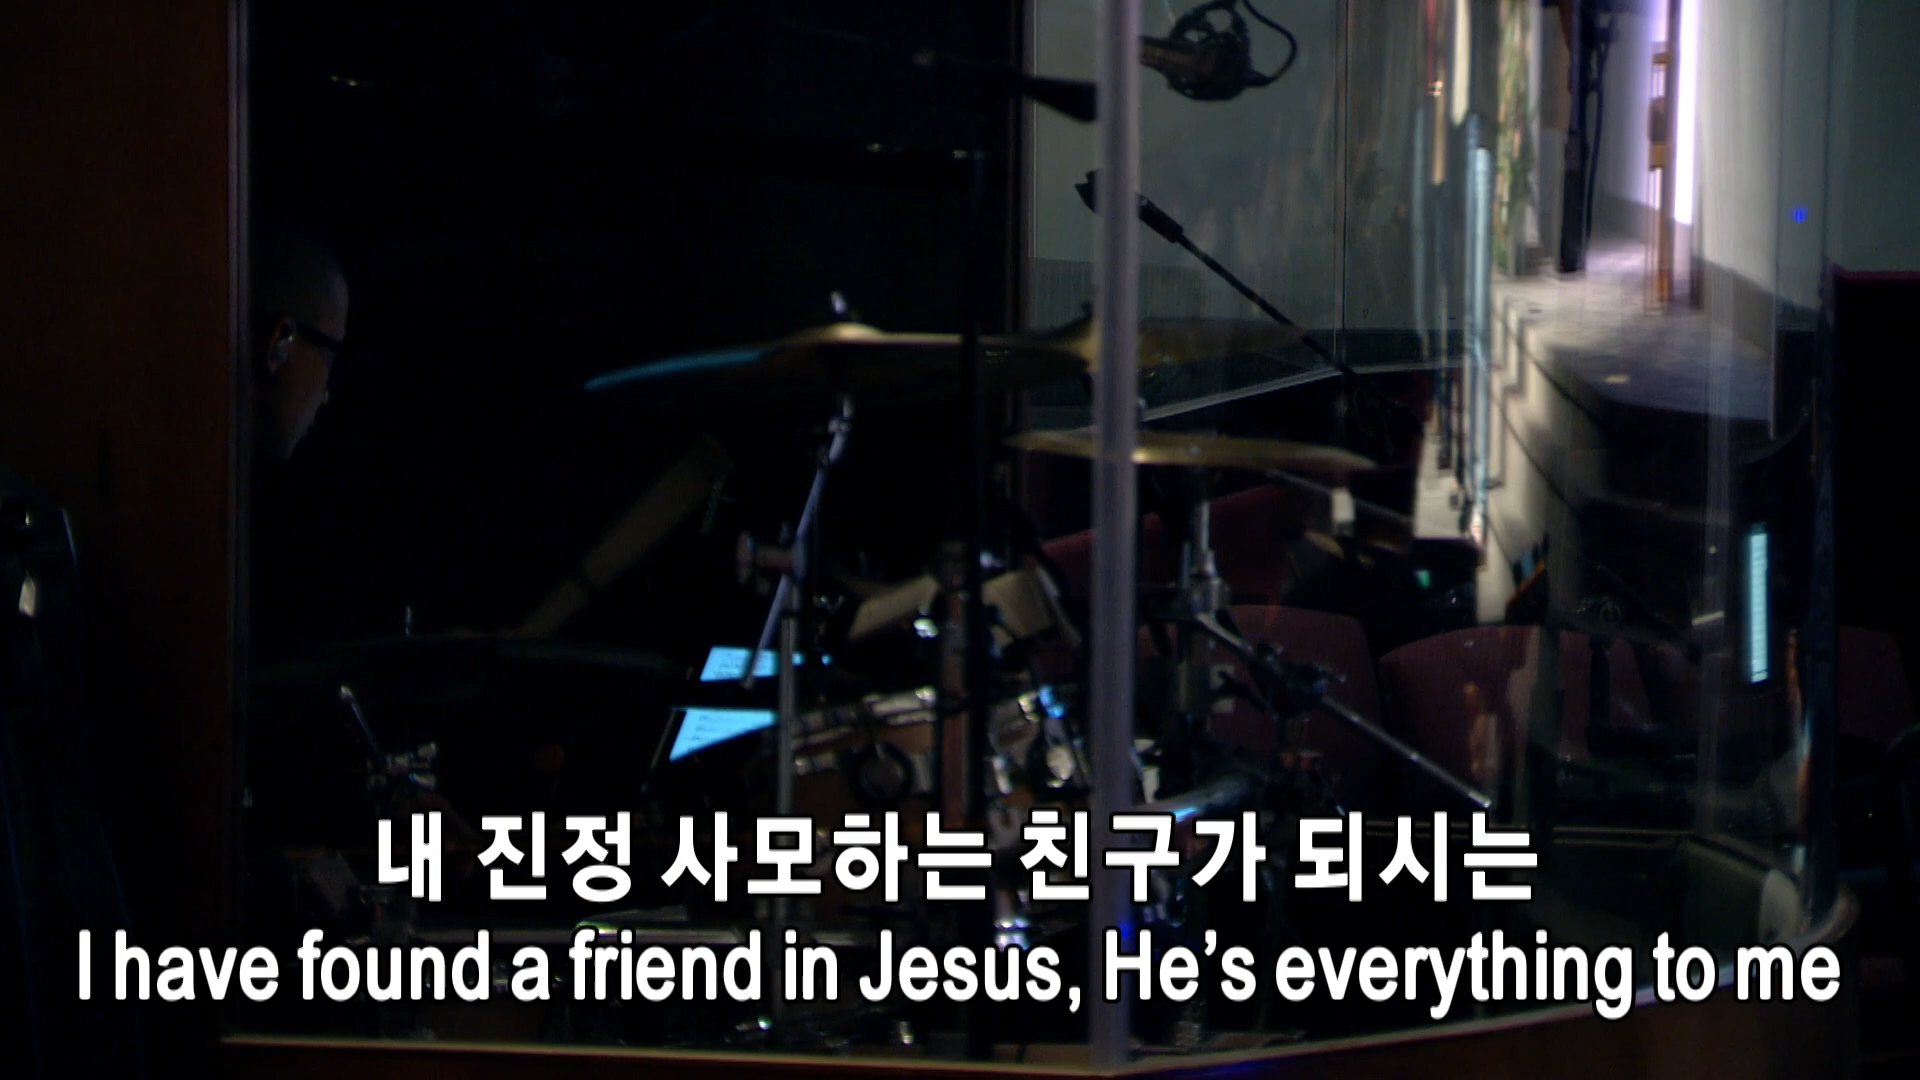 내 진정 사모하는 친구가 되시는
I have found a friend in Jesus, He’s everything to me